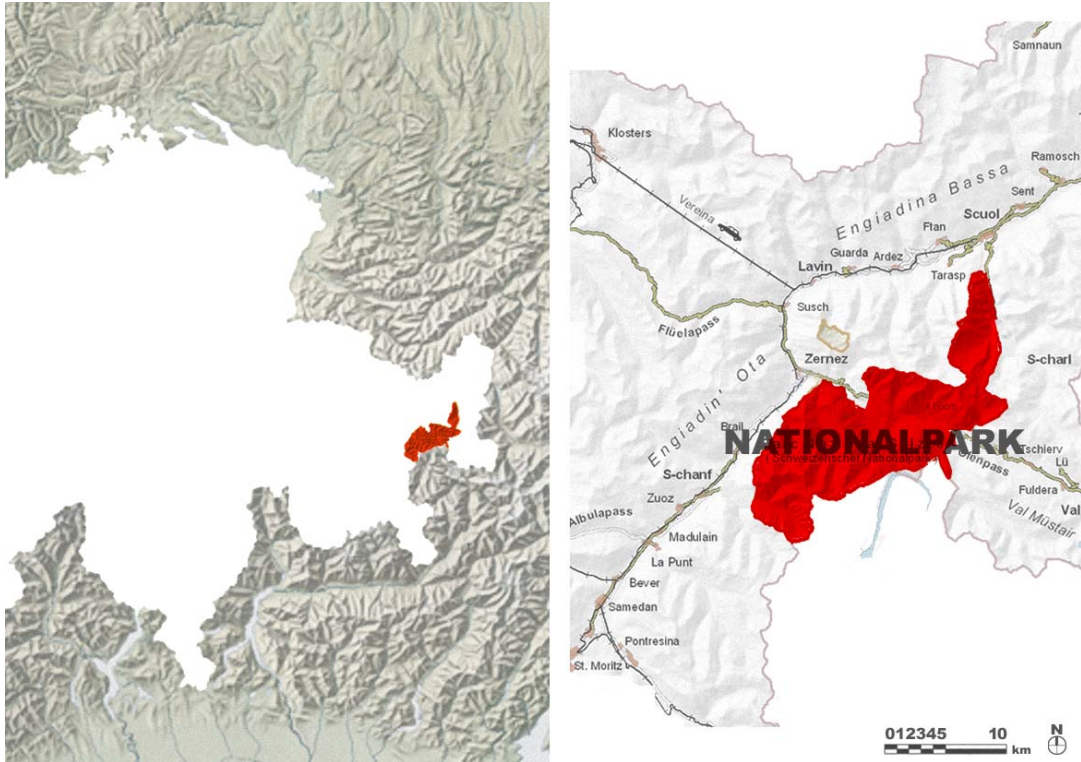 Samnaun
Klosters
Ramosch
Vereina
Engiadina Bassa
Sent
Scuol
Ftan
Guarda
Ardez
Lavin
Tarasp
Susch
Flüelapass
S-charl
Zernez
Engiadin' Ota
Brail
NATIONALPARK
(Schweizerischer Nationalpark)
Tschierv
Lü
S-chanf
Fuldera
Zuoz
Val
Val Müstair
Albulapass
Madulain
La Punt
Bever
Samedan
Pontresina
St. Moritz
012345 10
km
N